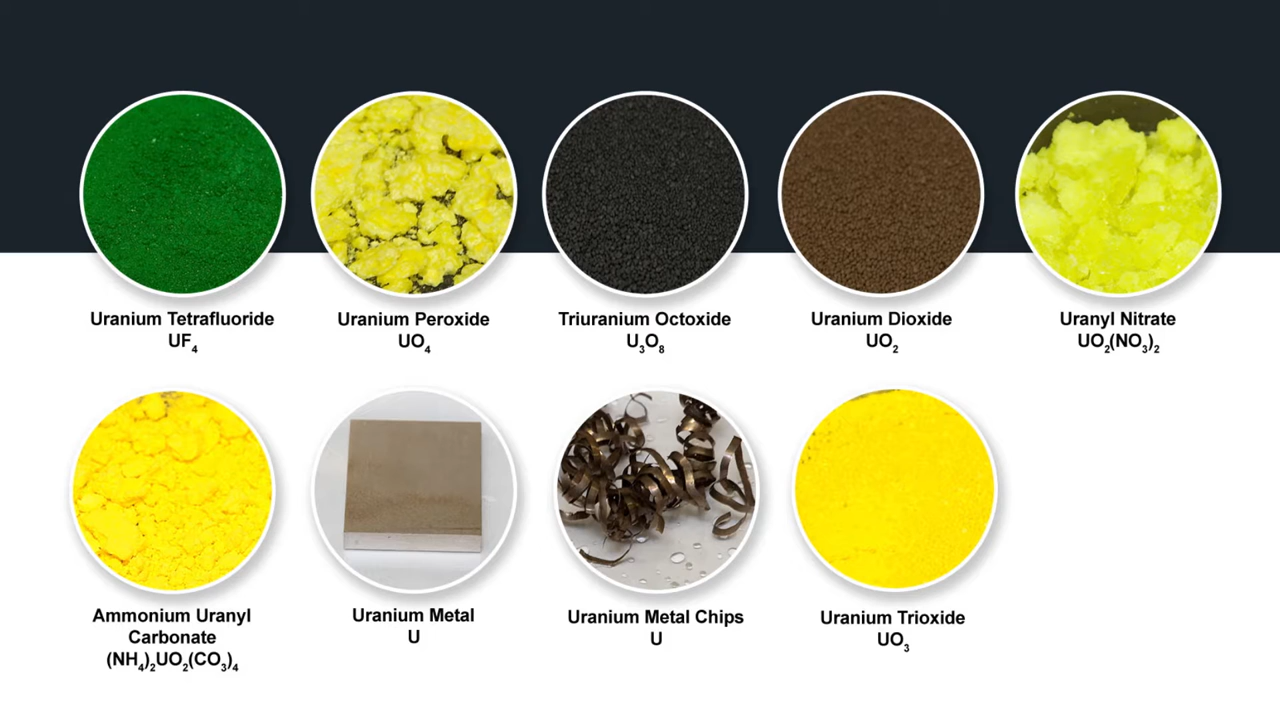 Uranium Tetrafluoride
UF₄
Uranium Peroxide
UO₄
Triuranium Octoxide
U₃O₈
Uranium Dioxide
UO₂
Uranyl Nitrate
UO₂(NO₃)₂
Ammonium Uranyl
Carbonate
(NH₄)₂UO₂(CO₃)₄
Uranium Metal
U
Uranium Metal Chips
U
Uranium Trioxide
UO₃